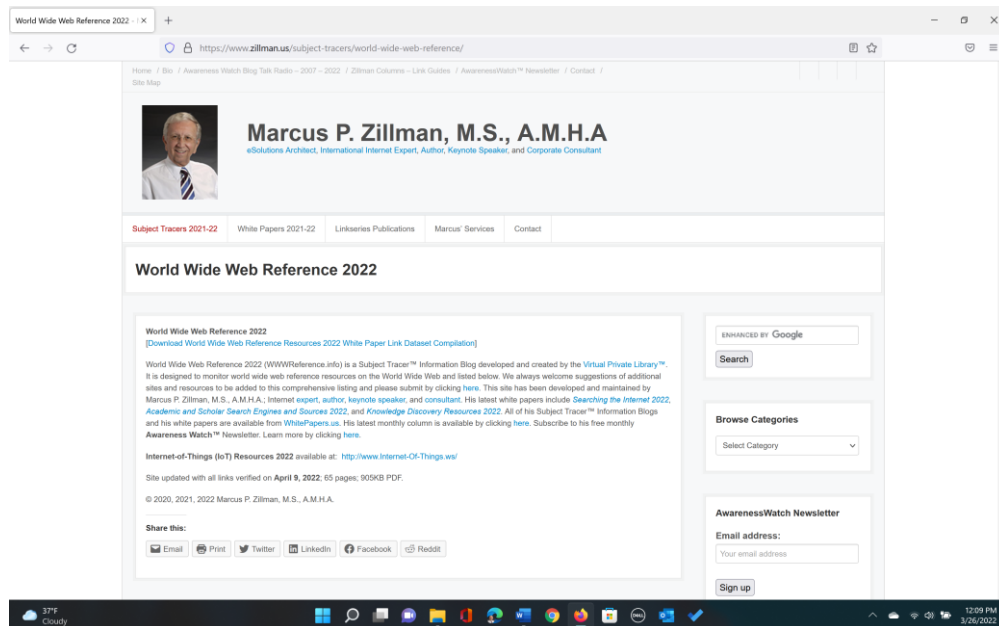 World Wide Web Reference 2022 -
https://www.zillman.us/subject-tracers/world-wide-web-reference/
Home / Bio / Awareness Watch Blog Talk Radio – 2007 – 2022 / Zillman Columns – Link Guides / AwarenessWatch™ Newsletter / Contact /
Site Map
Marcus P. Zillman, M.S., A.M.H.A
eSolutions Architect, International Internet Expert, Author, Keynote Speaker, and Corporate Consultant
Subject Tracers 2021-22 White Papers 2021-22 Linkseries Publications Marcus' Services Contact
World Wide Web Reference 2022
World Wide Web Reference 2022
[Download World Wide Web Reference Resources 2022 White Paper Link Dataset Compilation]
World Wide Web Reference 2022 (WWWReference.info) is a Subject Tracer™ Information Blog developed and created by the Virtual Private Library™.
It is designed to monitor world wide web reference resources on the World Wide Web and listed below. We always welcome suggestions of additional
sites and resources to be added to this comprehensive listing and please submit by clicking here. This site has been developed and maintained by
Marcus P. Zillman, M.S., A.M.H.A.; Internet expert, author, keynote speaker, and consultant. His latest white papers include Searching the Internet 2022,
Academic and Scholar Search Engines and Sources 2022, and Knowledge Discovery Resources 2022. All of his Subject Tracer™ Information Blogs
and his white papers are available from WhitePapers.us. His latest monthly column is available by clicking here. Subscribe to his free monthly
Awareness Watch™ Newsletter. Learn more by clicking here.
Internet-of-Things (IoT) Resources 2022 available at: http://www.Internet-Of-Things.ws/
Site updated with all links verified on April 9, 2022; 65 pages; 905KB PDF.
© 2020, 2021, 2022 Marcus P. Zillman, M.S., A.M.H.A.
Share this:
Email Print Twitter LinkedIn Facebook Reddit
ENHANCED BY Google
Search
Browse Categories
Select Category
AwarenessWatch Newsletter
Email address:
Your email address
Sign up
37°F
Cloudy
12:09 PM
3/26/2022